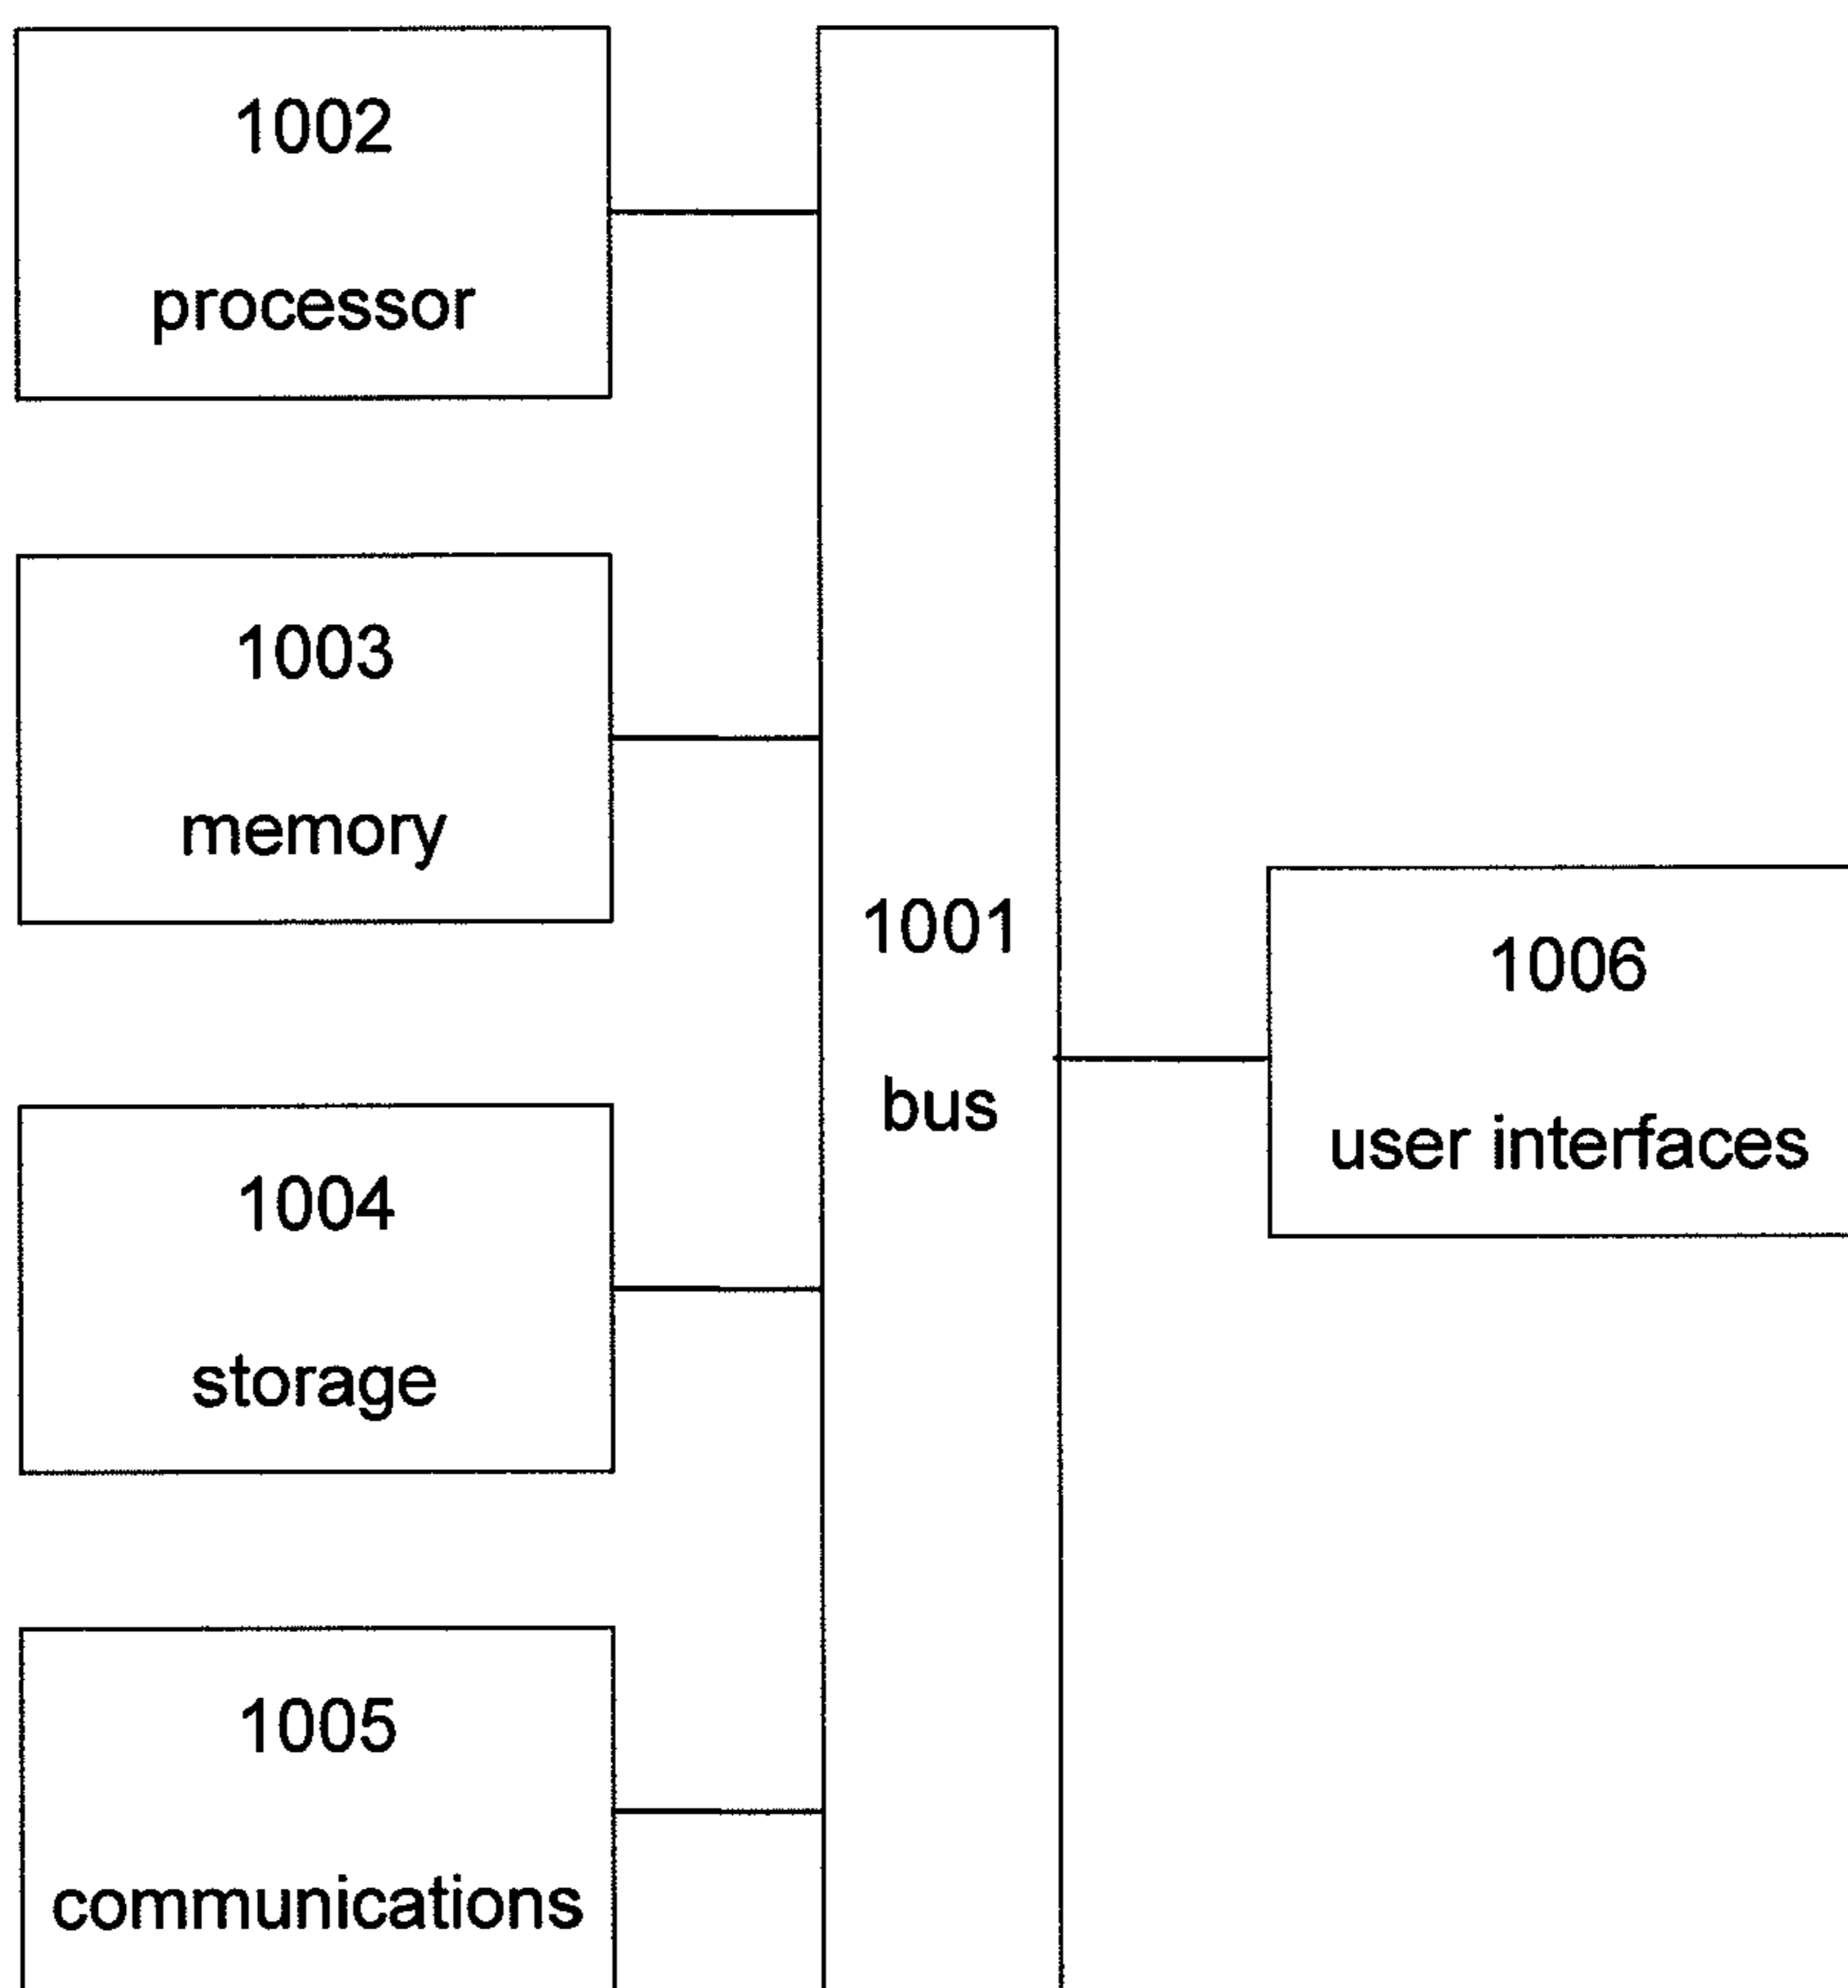 1002
processor
1003
memory
1001
bus
1006
user interfaces
1004
storage
1005
communications